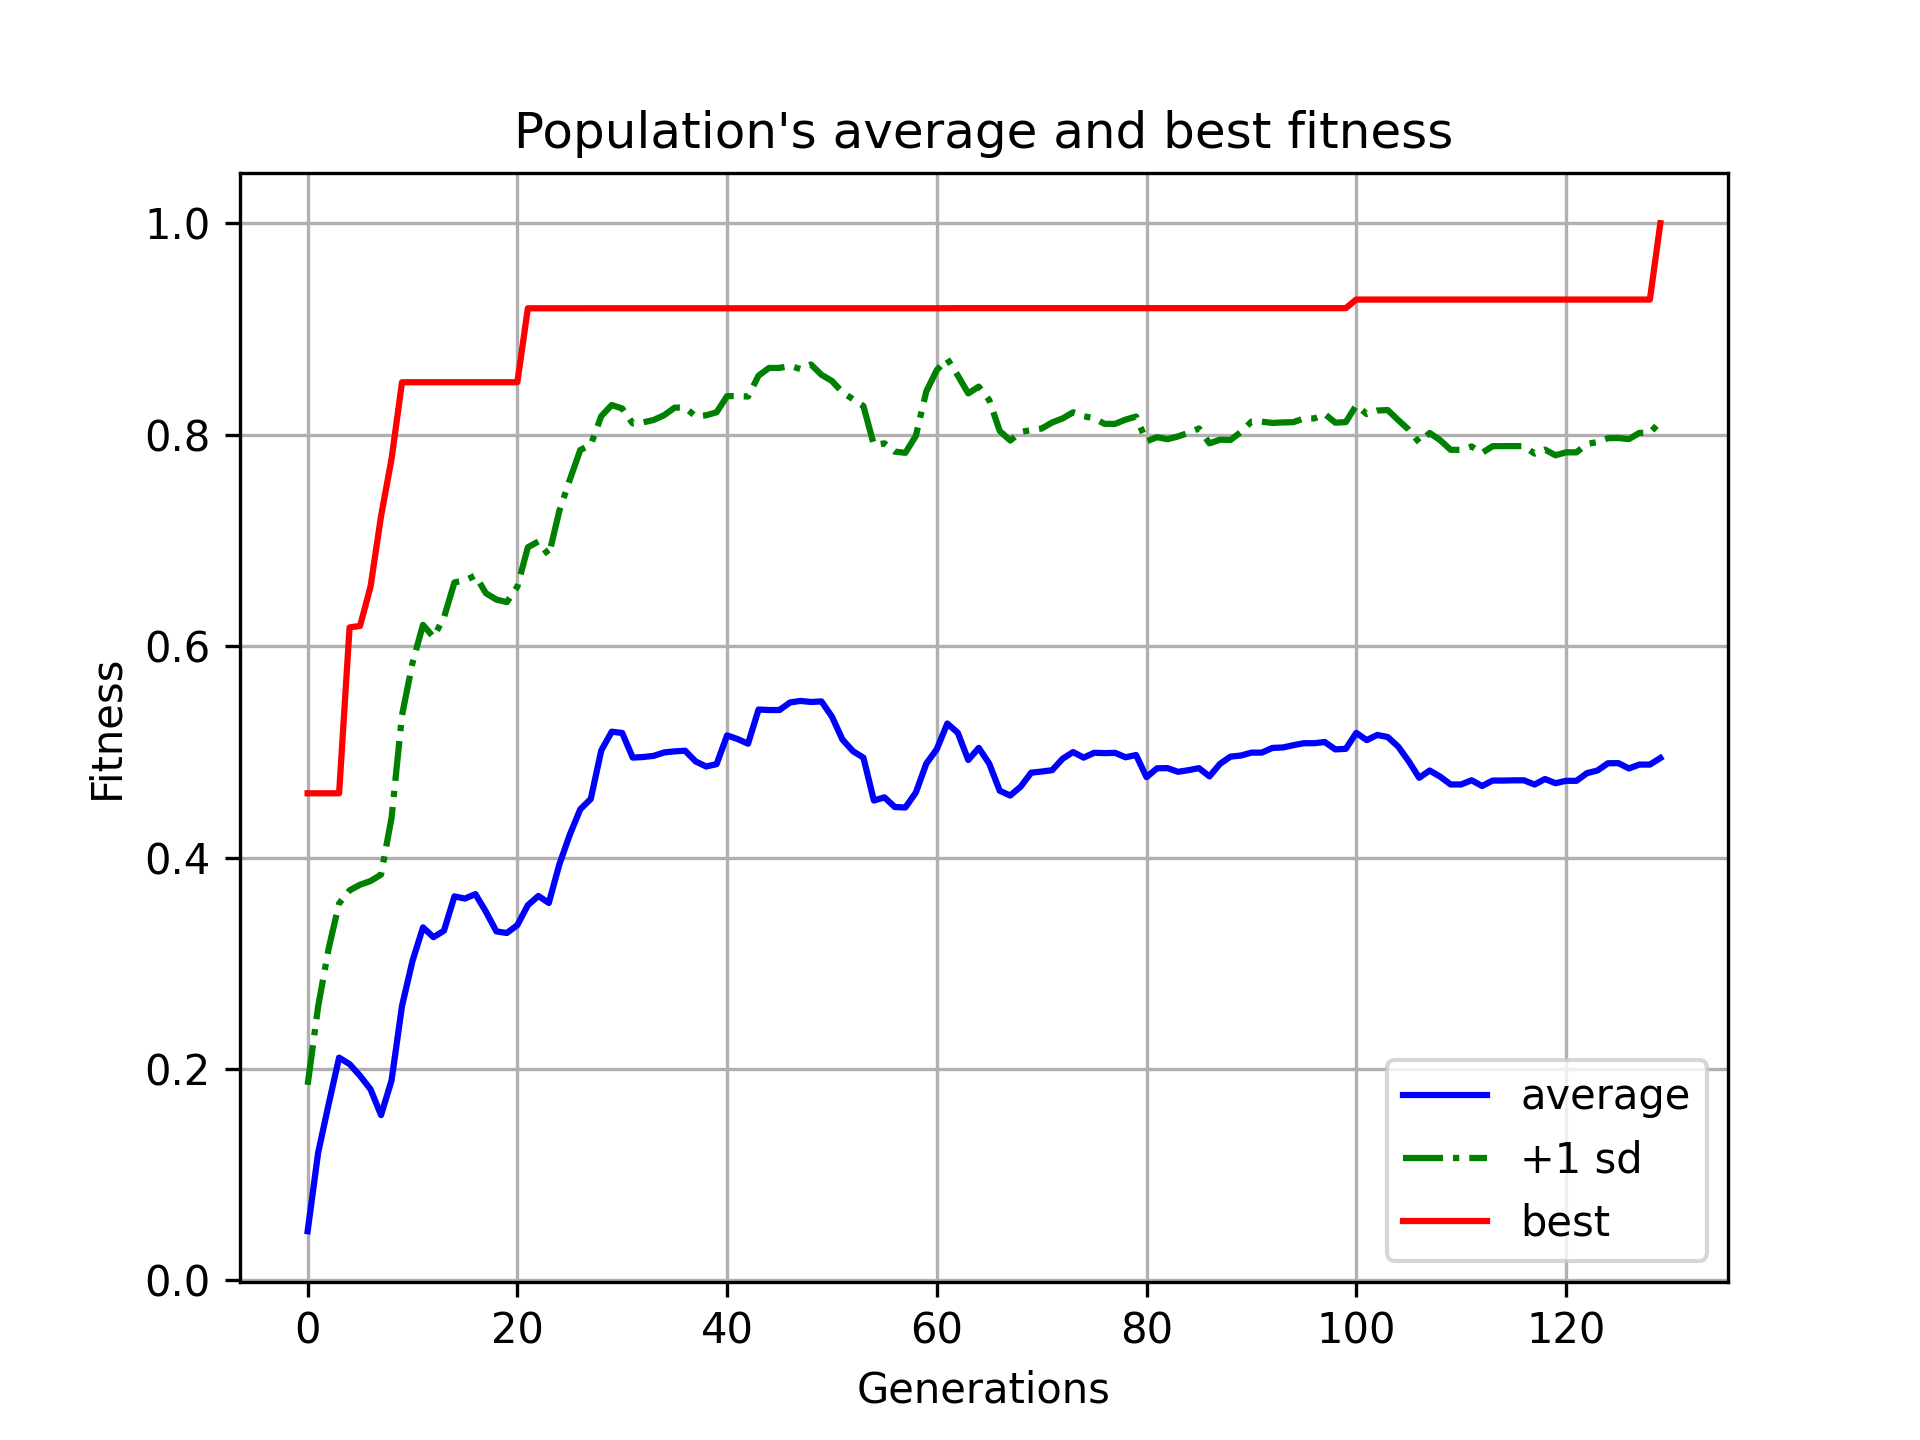 Population's average and best fitness
1.0
0.8
0.6
0.4
0.2
0.0
Fitness
0 20 40 60 80 100 120
Generations
average
+1 sd
best